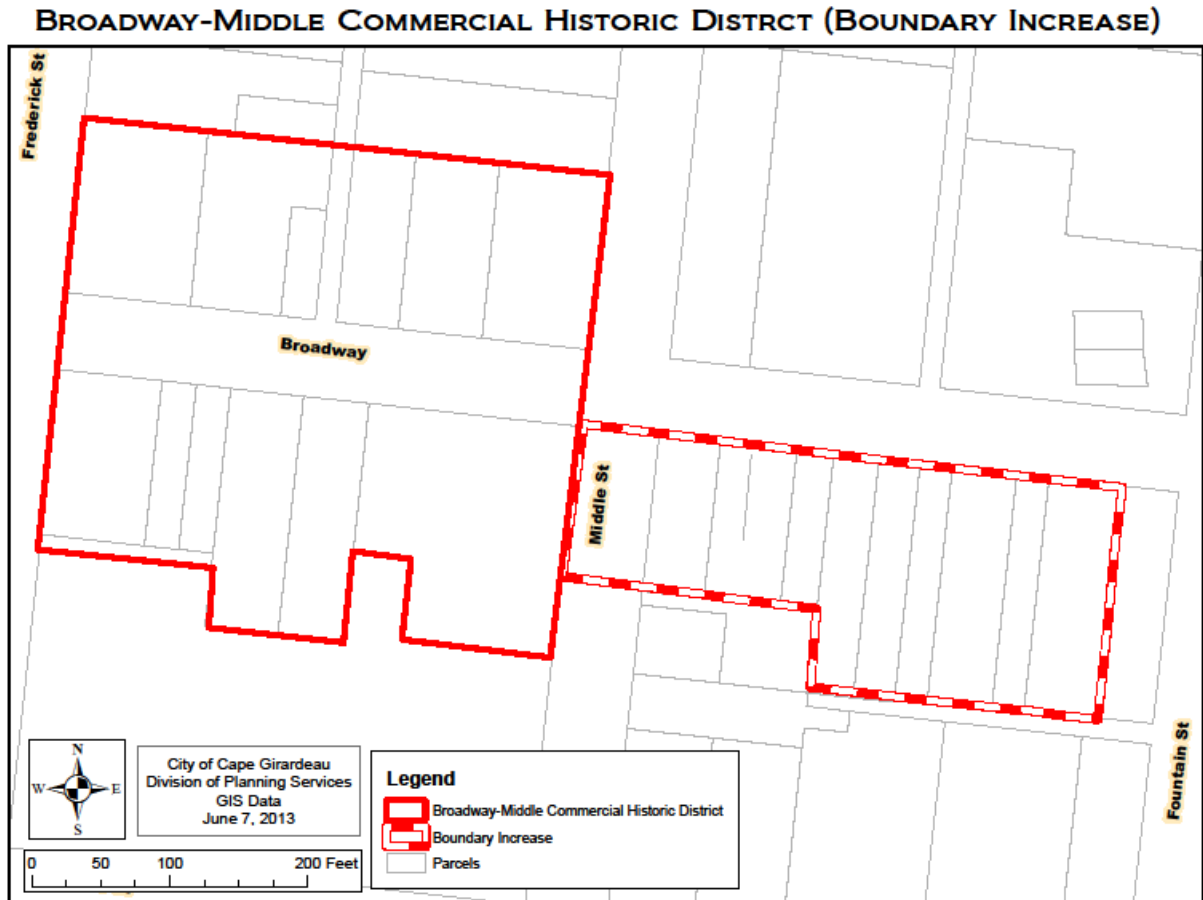 BROADWAY-MIDDLE COMMERCIAL HISTORIC DISTRCT (BOUNDARY INCREASE)
Frederick St
Broadway
Middle St
Fountain St
N
W E
S
City of Cape Girardeau
Division of Planning Services
GIS Data
June 7, 2013
0 50 100 200 Feet
Legend
Broadway-Middle Commercial Historic District
Boundary Increase
Parcels